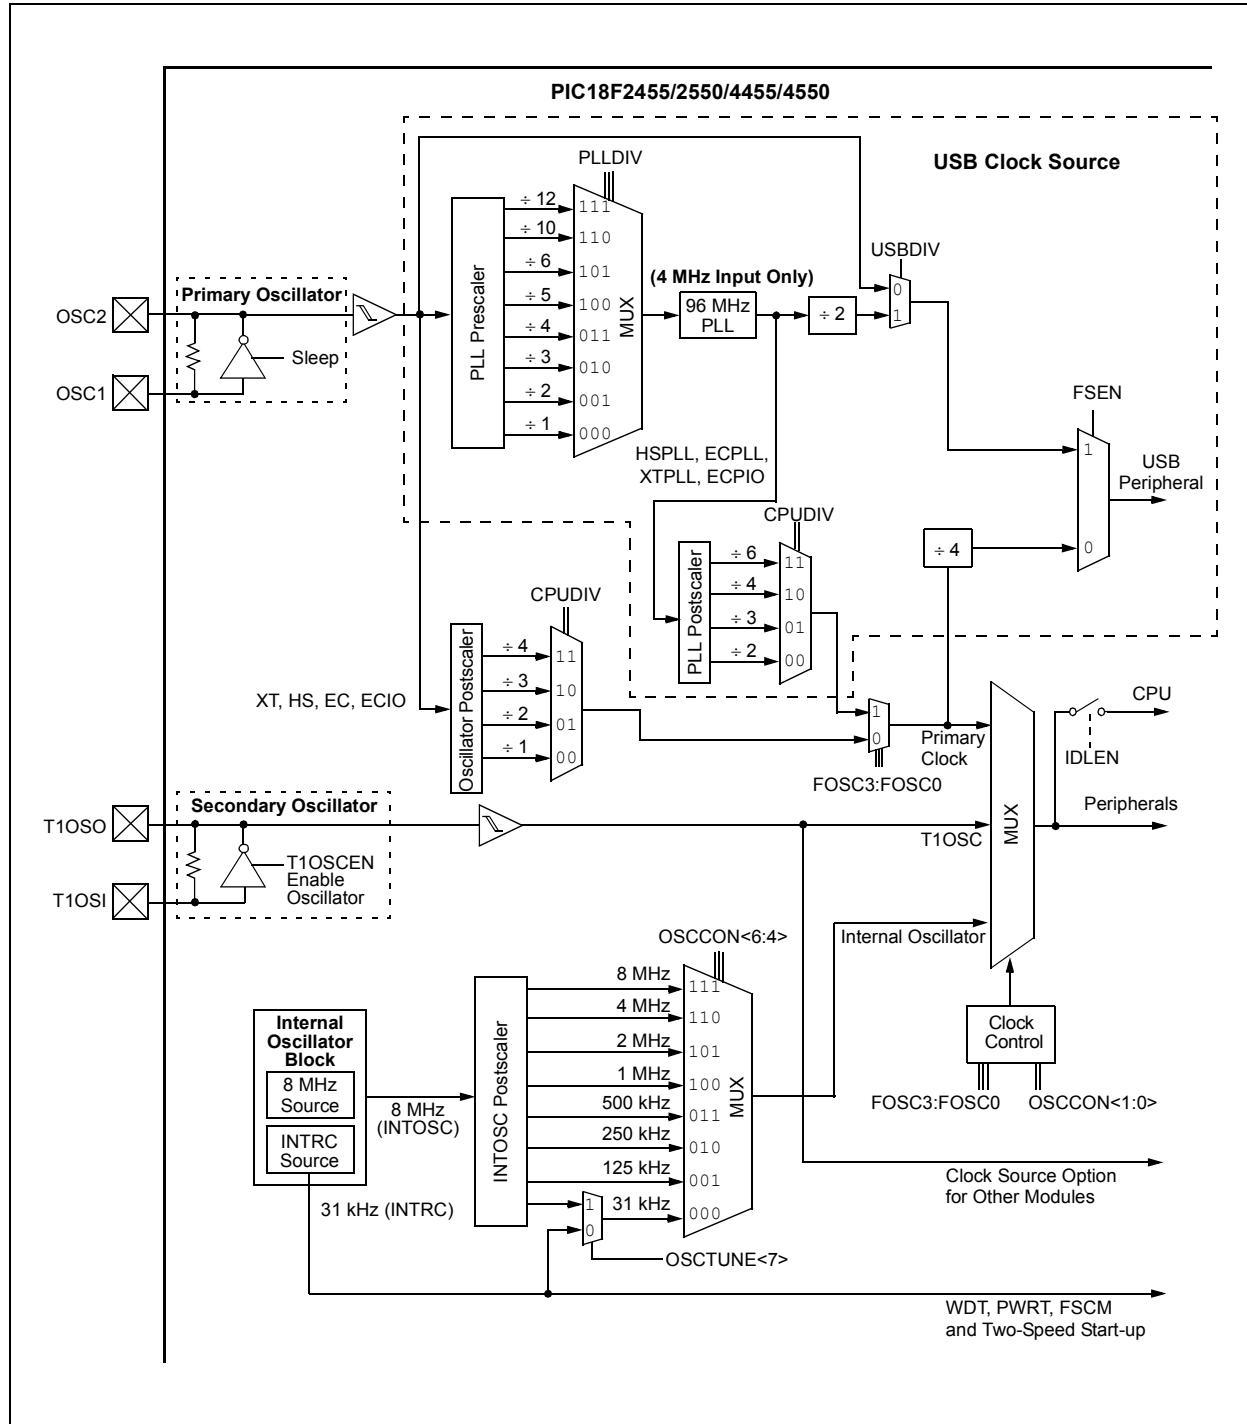 PIC18F2455/2550/4455/4550
USB Clock Source
PLLDIV
PLL Prescaler
÷ 12
÷ 10
÷ 6
÷ 5
÷ 4
÷ 3
÷ 2
÷ 1
111
110
101
100
011
010
001
000
MUX
(4 MHz Input Only)
96 MHz
PLL
÷ 2
USBDIV
0
1
Primary Oscillator
OSC2
OSC1
Sleep
HSPLL, ECPLL,
XTPLL, ECPIO
FSEN
1
0
USB
Peripheral
÷ 4
CPUDIV
PLL Postscaler
÷ 6
÷ 4
÷ 3
÷ 2
11
10
01
00
CPUDIV
XT, HS, EC, ECIO
Oscillator Postscaler
÷ 4
÷ 3
÷ 2
÷ 1
11
10
01
00
1
0
FOSC3:FOSC0
Primary
Clock
MUX
CPU
IDLEN
Peripherals
Secondary Oscillator
T1OSO
T1OSI
T1OSCEN
Enable
Oscillator
T1OSC
Internal Oscillator
Clock
Control
FOSC3:FOSC0
OSCCON<1:0>
OSCCON<6:4>
Internal
Oscillator
Block
8 MHz
Source
INTRC
Source
8 MHz
(INTOSC)
31 kHz (INTRC)
INTOSC Postscaler
8 MHz
4 MHz
2 MHz
1 MHz
500 kHz
250 kHz
125 kHz
31 kHz
1
0
111
110
101
100
011
010
001
000
MUX
OSCTUNE<7>
Clock Source Option
for Other Modules
WDT, PWRT, FSCM
and Two-Speed Start-up